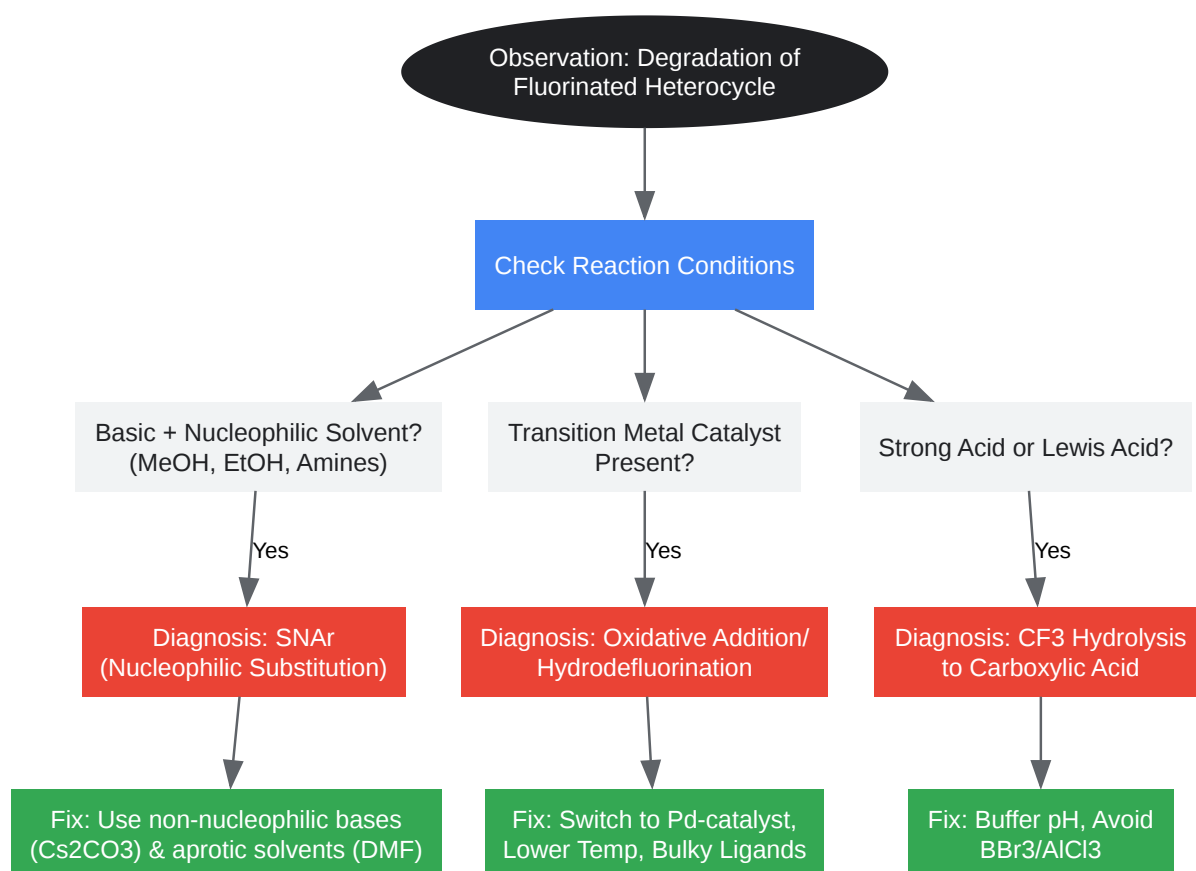 Observation: Degradation of
Fluorinated Heterocycle
Check Reaction Conditions
Basic + Nucleophilic Solvent?
(MeOH, EtOH, Amines)
Transition Metal Catalyst
Present?
Strong Acid or Lewis Acid?
Yes
Yes
Yes
Diagnosis: SNAr
(Nucleophilic Substitution)
Diagnosis: Oxidative Addition/
Hydrodefluorination
Diagnosis: CF3 Hydrolysis
to Carboxylic Acid
Fix: Use non-nucleophilic bases
(Cs2CO3) & aprotic solvents (DMF)
Fix: Switch to Pd-catalyst,
Lower Temp, Bulky Ligands
Fix: Buffer pH, Avoid
BBr3/AlCl3